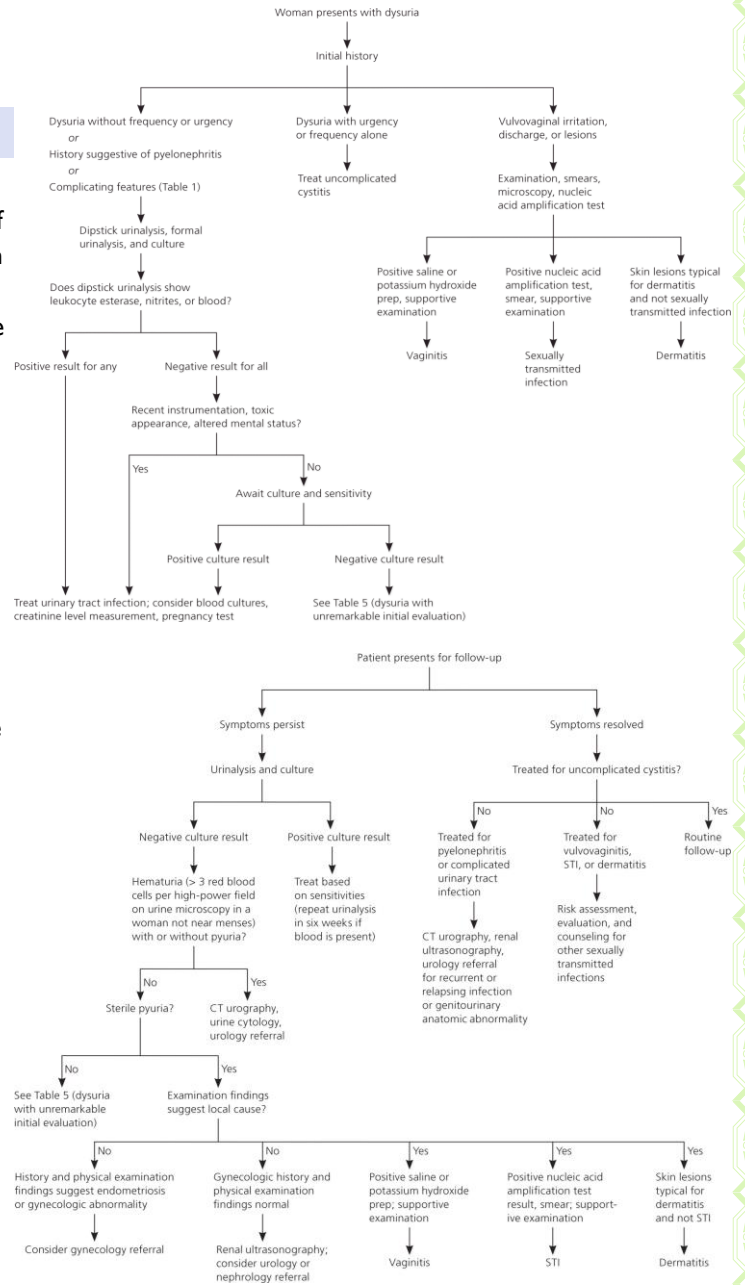 Woman presents with dysuria
Initial history
Dysuria without frequency or urgency
or
History suggestive of pyelonephritis
or
Complicating features (Table 1)
Dysuria with urgency
or frequency alone
Vulvovaginal irritation,
discharge, or lesions
Treat uncomplicated
cystitis
Examination, smears,
microscopy, nucleic
acid amplification test
Dipstick urinalysis, formal
urinalysis, and culture
Does dipstick urinalysis show
leukocyte esterase, nitrites, or blood?
Positive saline or
potassium hydroxide
prep, supportive
examination
Positive nucleic acid
amplification test,
smear, supportive
examination
Skin lesions typical
for dermatitis
and not sexually
transmitted infection
Vaginitis
Sexually
transmitted
infection
Dermatitis
Positive result for any
Negative result for all
Recent instrumentation, toxic
appearance, altered mental status?
Yes
No
Await culture and sensitivity
Positive culture result
Negative culture result
Treat urinary tract infection; consider blood cultures,
creatinine level measurement, pregnancy test
See Table 5 (dysuria with
unremarkable initial evaluation)
Patient presents for follow-up
Symptoms persist
Symptoms resolved
Urinalysis and culture
Treated for uncomplicated cystitis?
No
No
Yes
Negative culture result
Positive culture result
Treated for
pyelonephritis
or complicated
urinary tract
infection
Treated for
vulvovaginitis,
STI, or dermatitis
Routine
follow-up
Hematuria (> 3 red blood
cells per high-power field
on urine microscopy in a
woman not near menses)
with or without pyuria?
Treat based
on sensitivities
(repeat urinalysis
in six weeks if
blood is present)
CT urography, renal
ultrasonography,
urology referral
for recurrent or
relapsing infection
or genitourinary
anatomic abnormality
Risk assessment,
evaluation, and
counseling for
other sexually
transmitted
infections
No
Yes
Sterile pyuria?
CT urography,
urine cytology,
urology referral
No
Yes
See Table 5 (dysuria
with unremarkable
initial evaluation)
Examination findings
suggest local cause?
No
No
Yes
Yes
Yes
History and physical examination
findings suggest endometriosis
or gynecologic abnormality
Gynecologic history and
physical examination
findings normal
Positive saline or
potassium hydroxide
prep; supportive
examination
Positive nucleic acid
amplification test
result, smear; support-
ive examination
Skin lesions
typical for
dermatitis
and not STI
Consider gynecology referral
Renal ultrasonography;
consider urology or
nephrology referral
Vaginitis
STI
Dermatitis